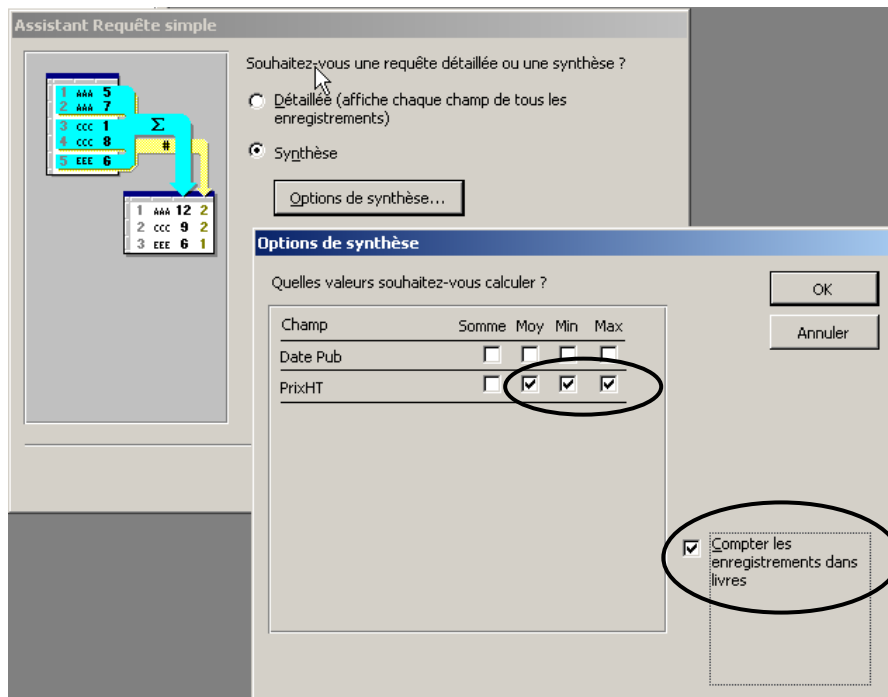 Assistant Requête simple
Souhaitez-vous une requête détaillée ou une synthèse ?
Détaillée (affiche chaque champ de tous les
enregistrements)
Synthèse
Options de synthèse...
1 AAA 5
2 AAA 7
3 CCC 1
4 CCC 8
5 EEE 6
Σ
#
1 AAA 12 2
2 CCC 9 2
3 EEE 6 1
Options de synthèse
Quelles valeurs souhaitez-vous calculer ?
OK
Annuler
Champ Somme Moy Min Max
Date Pub
PrixHT
Compter les
enregistrements dans
livres